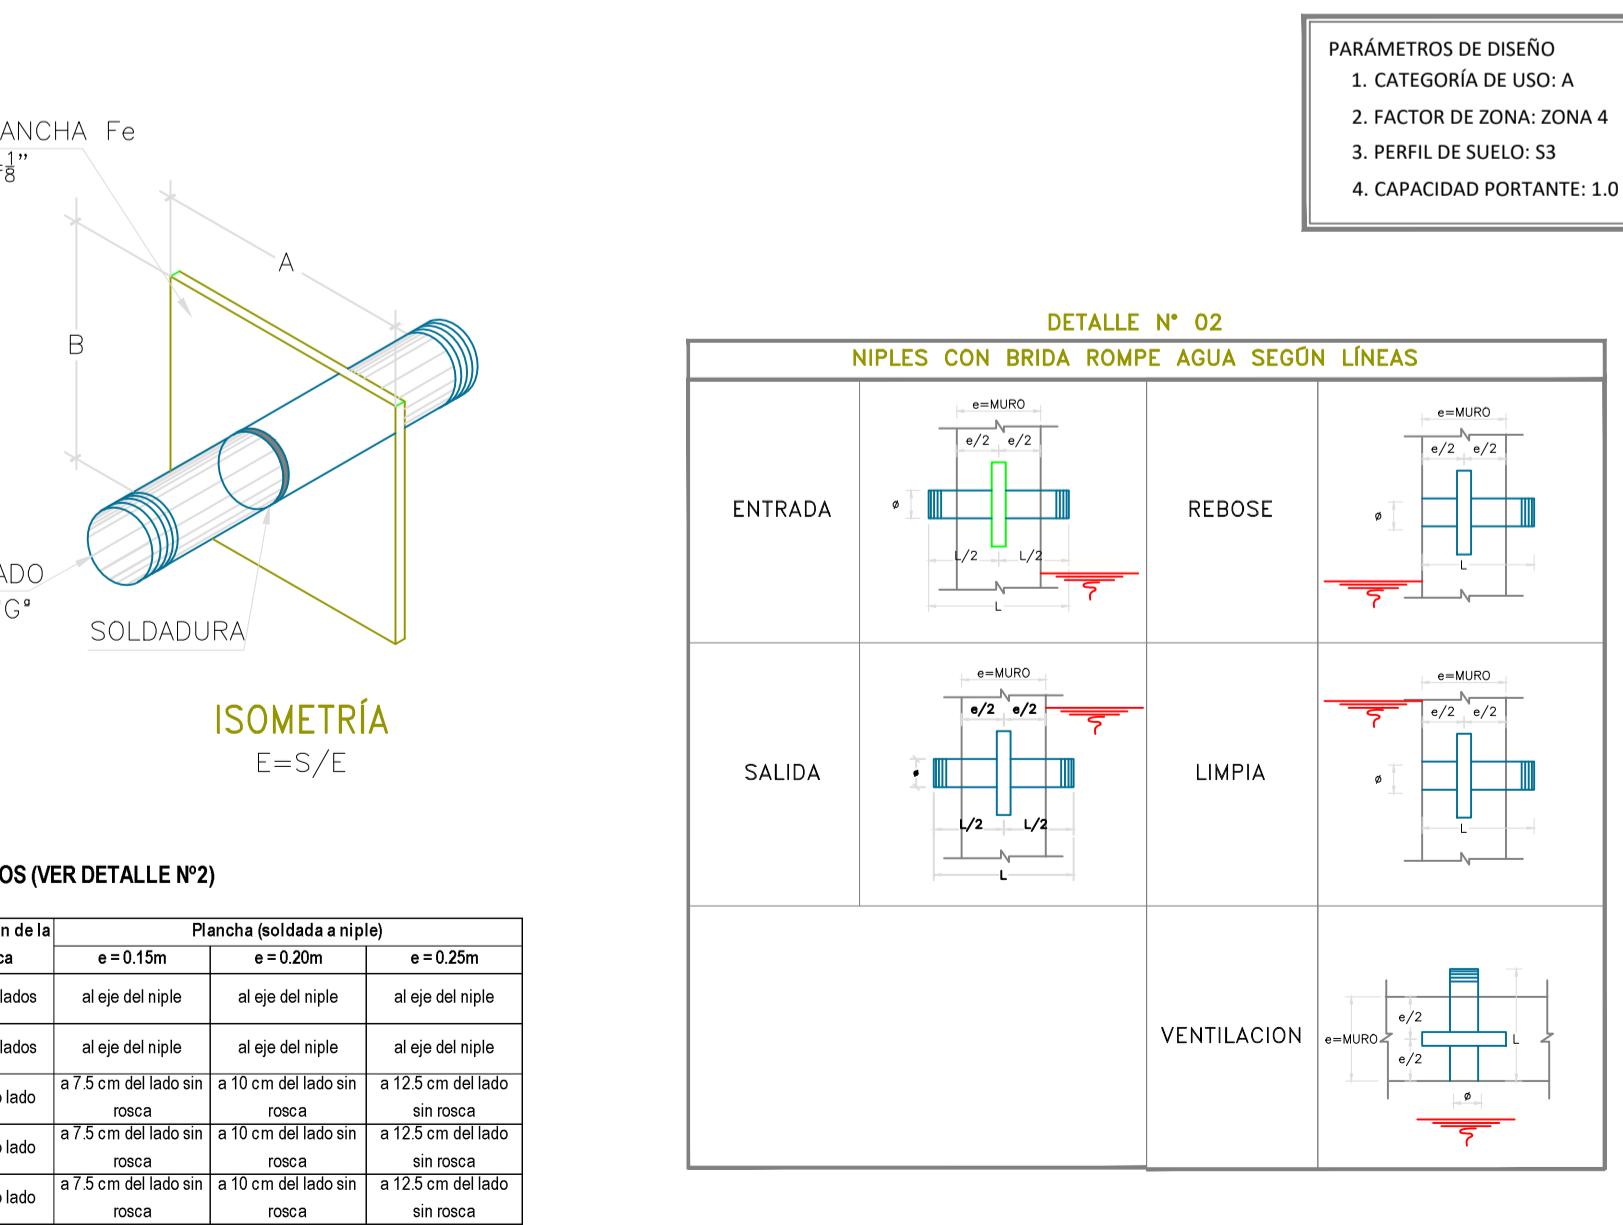 PARÁMETROS DE DISEÑO
1. CATEGORÍA DE USO: A
2. FACTOR DE ZONA: ZONA 4
3. PERFIL DE SUELO: S3
4. CAPACIDAD PORTANTE: 1.0
ANCHA Fe
1/8"
A
B
ADO
SOLDADURA
ISOMETRÍA
E=S/E
DETALLE N° 02
NIPLES CON BRIDA ROMPE AGUA SEGÚN LÍNEAS
ENTRADA
e=MURO
e/2 e/2
ø
L/2 L/2
L
REBOSE
e=MURO
e/2 e/2
ø
L
SALIDA
e=MURO
e/2 e/2
ø
L/2 L/2
L
LIMPIA
e=MURO
e/2 e/2
ø
L
VENTILACION
e/2
e=MURO
e/2
L
ø
OS (VER DETALLE Nº2)
n de la
ca
Plancha (soldada a niple)
e = 0.15m e = 0.20m e = 0.25m
lados al eje del niple al eje del niple al eje del niple
lados al eje del niple al eje del niple al eje del niple
o lado a 7.5 cm del lado sin rosca a 10 cm del lado sin rosca a 12.5 cm del lado sin rosca
o lado a 7.5 cm del lado sin rosca a 10 cm del lado sin rosca a 12.5 cm del lado sin rosca
o lado a 7.5 cm del lado sin rosca a 10 cm del lado sin rosca a 12.5 cm del lado sin rosca